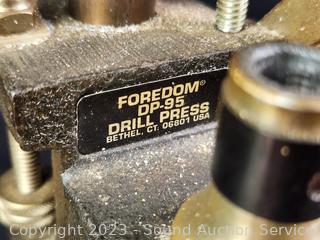 FOREDOM®
DP-95
DRILL PRESS
BETHEL, CT. 06801 USA
Copyright 2023 - Sound Auction Service